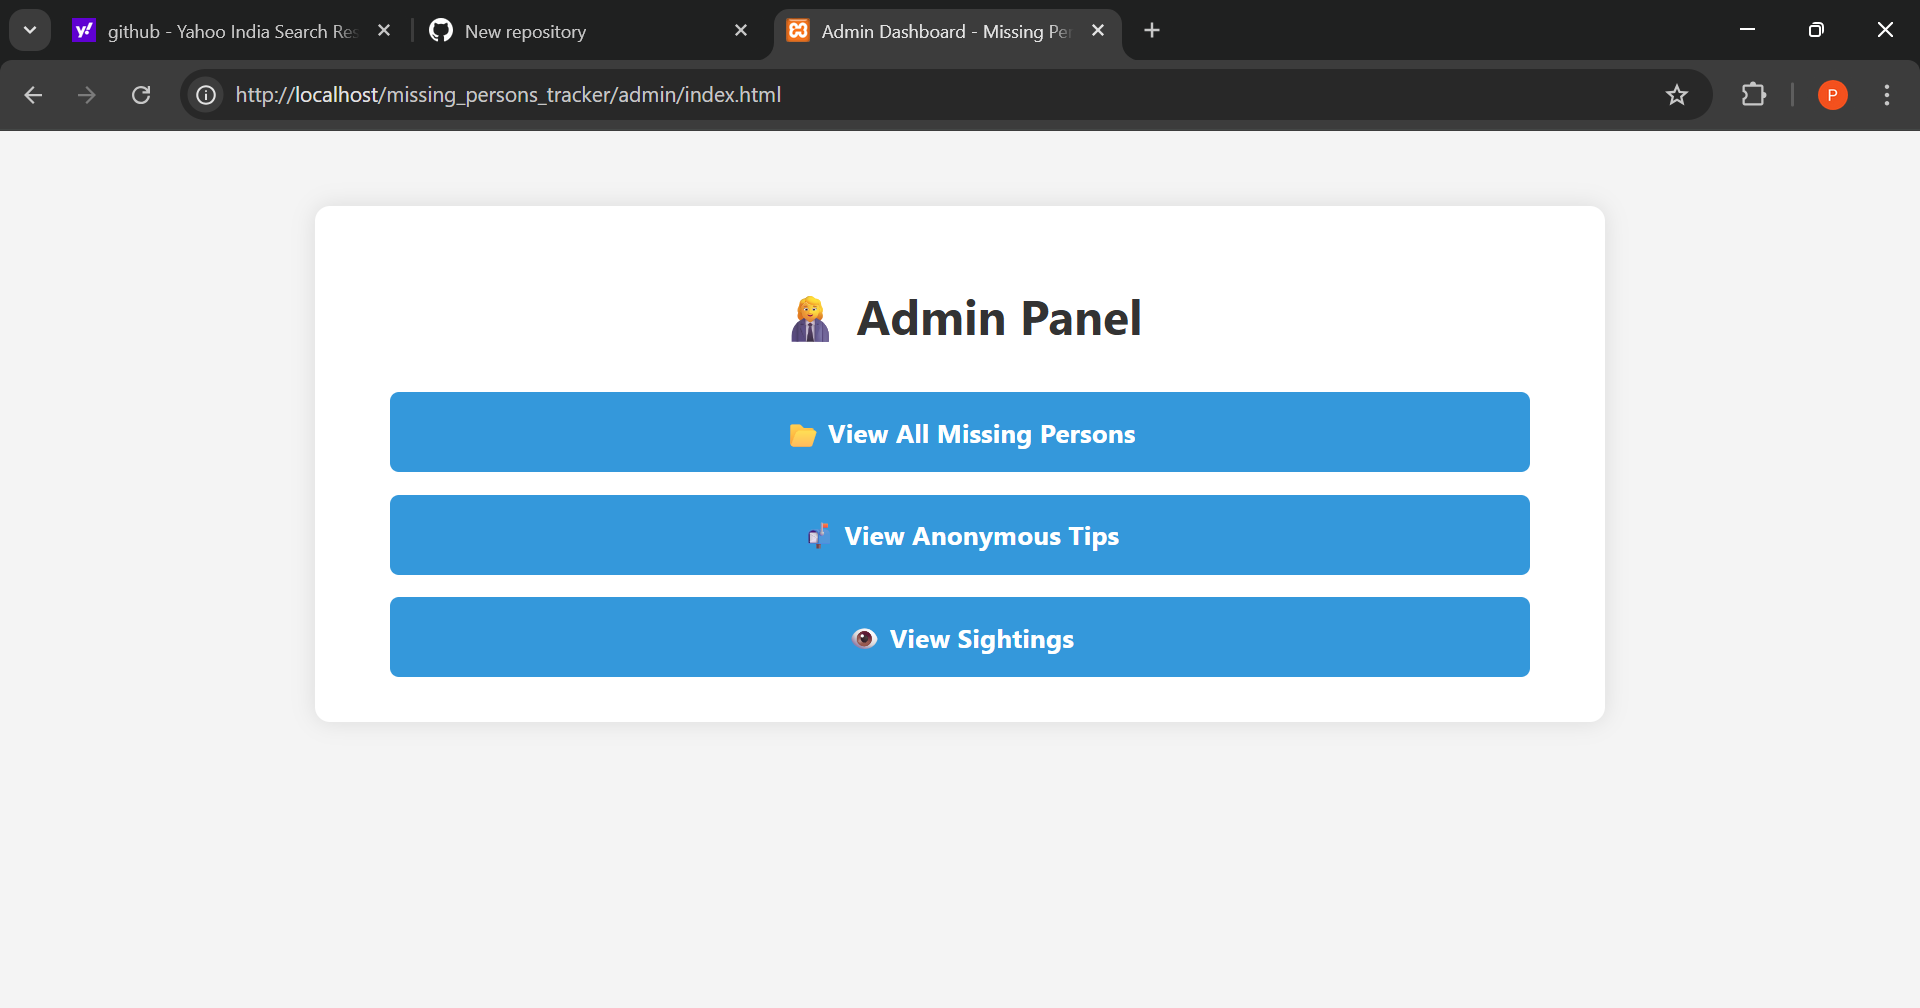 github - Yahoo India Search Res
New repository
Admin Dashboard - Missing Per
http://localhost/missing_persons_tracker/admin/index.html
P
Admin Panel
View All Missing Persons
View Anonymous Tips
View Sightings